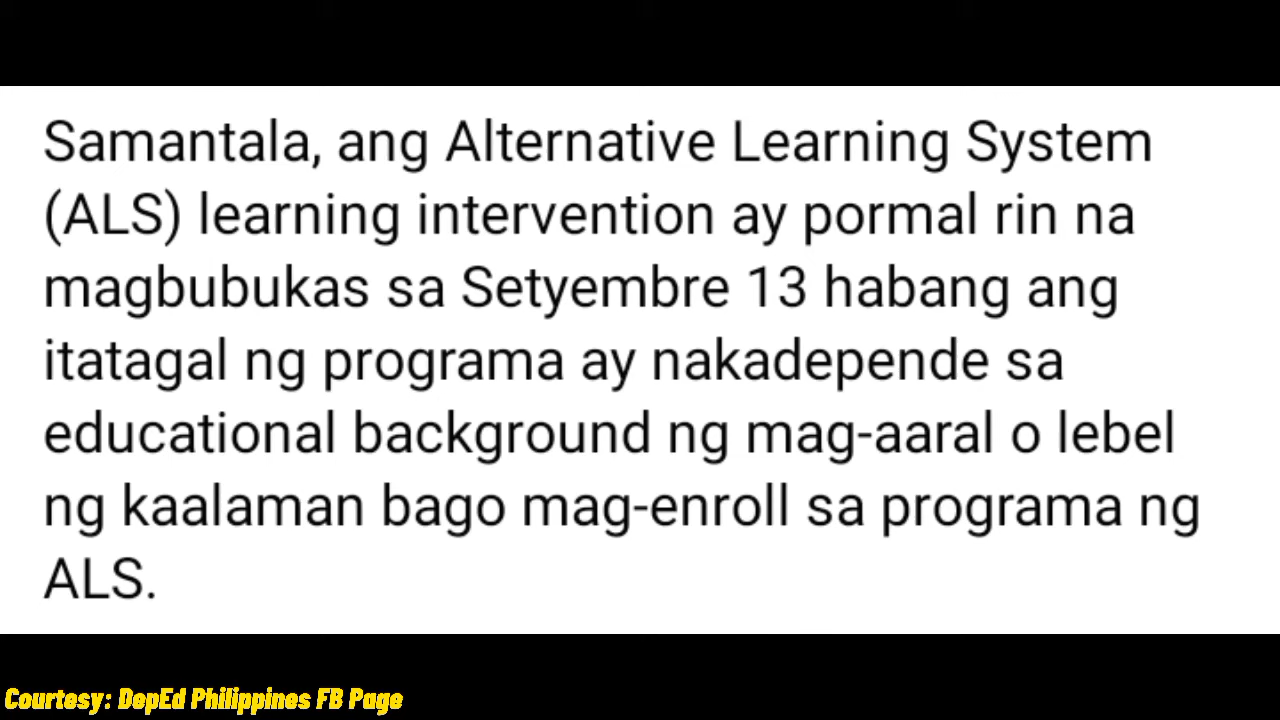 Samantala, ang Alternative Learning System
(ALS) learning intervention ay pormal rin na
magbubukas sa Setyembre 13 habang ang
itatagal ng programa ay nakadepende sa
educational background ng mag-aaral o lebel
ng kaalaman bago mag-enroll sa programa ng
ALS.
Courtesy: DepEd Philippines FB Page